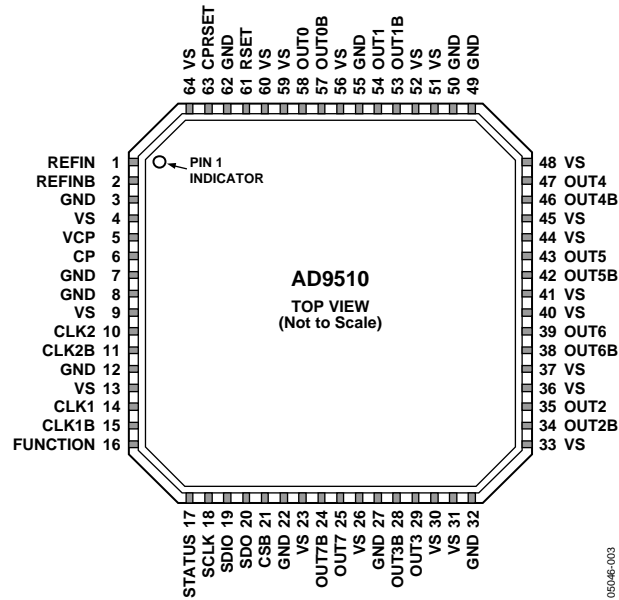 64 VS
63 CPRSET
62 GND
61 RSET
60 VS
59 VS
58 OUT0
57 OUT0B
56 VS
55 GND
54 OUT1
53 OUT1B
52 VS
51 VS
50 GND
49 GND
REFIN 1
REFINB 2
GND 3
VS 4
VCP 5
CP 6
GND 7
GND 8
VS 9
CLK2 10
CLK2B 11
GND 12
VS 13
CLK1 14
CLK1B 15
FUNCTION 16
PIN 1
INDICATOR
AD9510
TOP VIEW
(Not to Scale)
48 VS
47 OUT4
46 OUT4B
45 VS
44 VS
43 OUT5
42 OUT5B
41 VS
40 VS
39 OUT6
38 OUT6B
37 VS
36 VS
35 OUT2
34 OUT2B
33 VS
STATUS 17
SCLK 18
SDIO 19
SDO 20
CSB 21
GND 22
VS 23
OUT7B 24
OUT7 25
VS 26
GND 27
OUT3B 28
OUT3 29
VS 30
VS 31
GND 32
05046-003